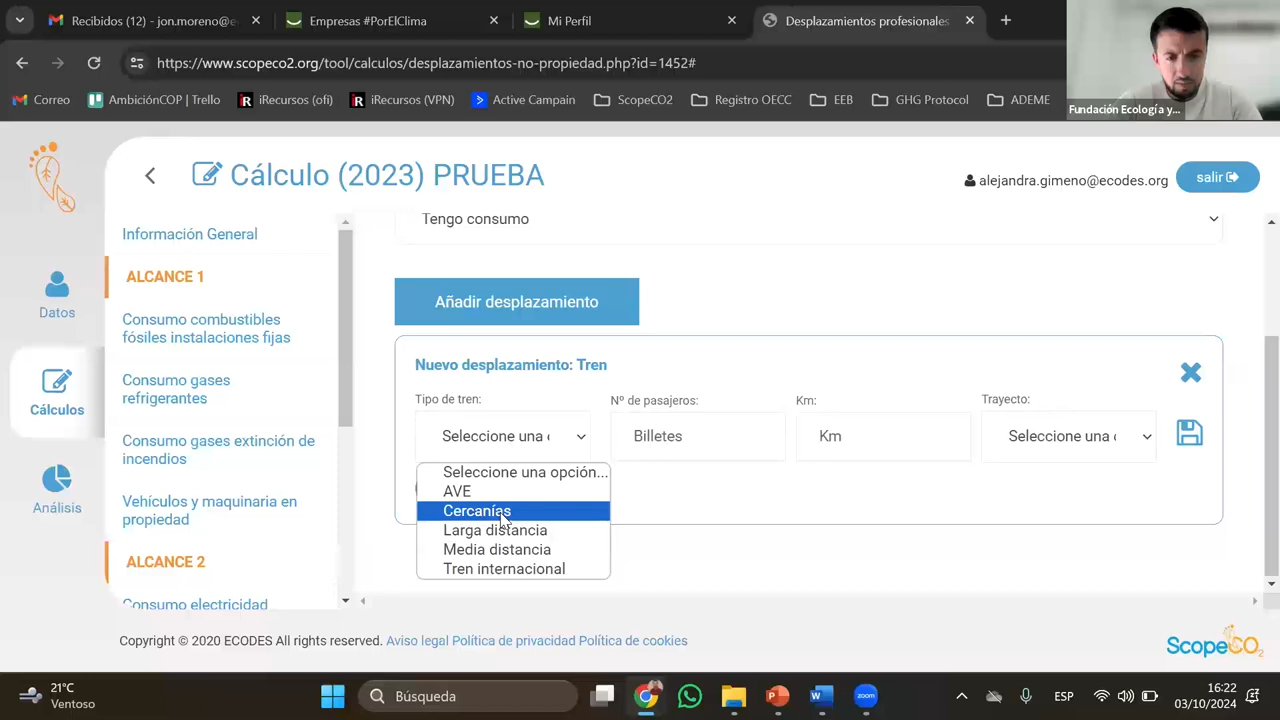 Recibidos (12) - jon.moreno@e
Empresas #PorElClima
Mi Perfil
Desplazamientos profesionales
https://www.scopeco2.org/tool/calculos/desplazamientos-no-propiedad.php?id=1452#
Correo
AmbiciónCOP | Trello
iRecursos (ofi)
iRecursos (VPN)
Active Campain
ScopeCO2
Registro OECC
EEB
GHG Protocol
ADEME
Fundación Ecología y...
Cálculo (2023) PRUEBA
alejandra.gimeno@ecodes.org
salir
Datos
Cálculos
Análisis
Información General
ALCANCE 1
Consumo combustibles
fósiles instalaciones fijas
Consumo gases
refrigerantes
Consumo gases extinción de
incendios
Vehículos y maquinaria en
propiedad
ALCANCE 2
Consumo electricidad
Tengo consumo
Añadir desplazamiento
Nuevo desplazamiento: Tren
Tipo de tren:
Nº de pasajeros:
Km:
Trayecto:
Seleccione una
Billetes
Km
Seleccione una
Seleccione una opción...
AVE
Cercanías
Larga distancia
Media distancia
Tren internacional
Copyright © 2020 ECODES All rights reserved. Aviso legal Política de privacidad Política de cookies
ScopeCO2
21°C
Ventoso
Búsqueda
zoom
ESP
16:22
03/10/2024